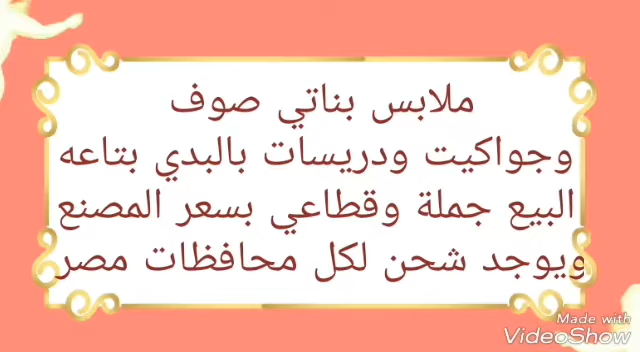 ملابس بناتي صوف
وجواكيت ودريسات بالبدي بتاعه
البيع جملة وقطاعي بسعر المصنع
ويوجد شحن لكل محافظات مصر
Made with
VideoShow